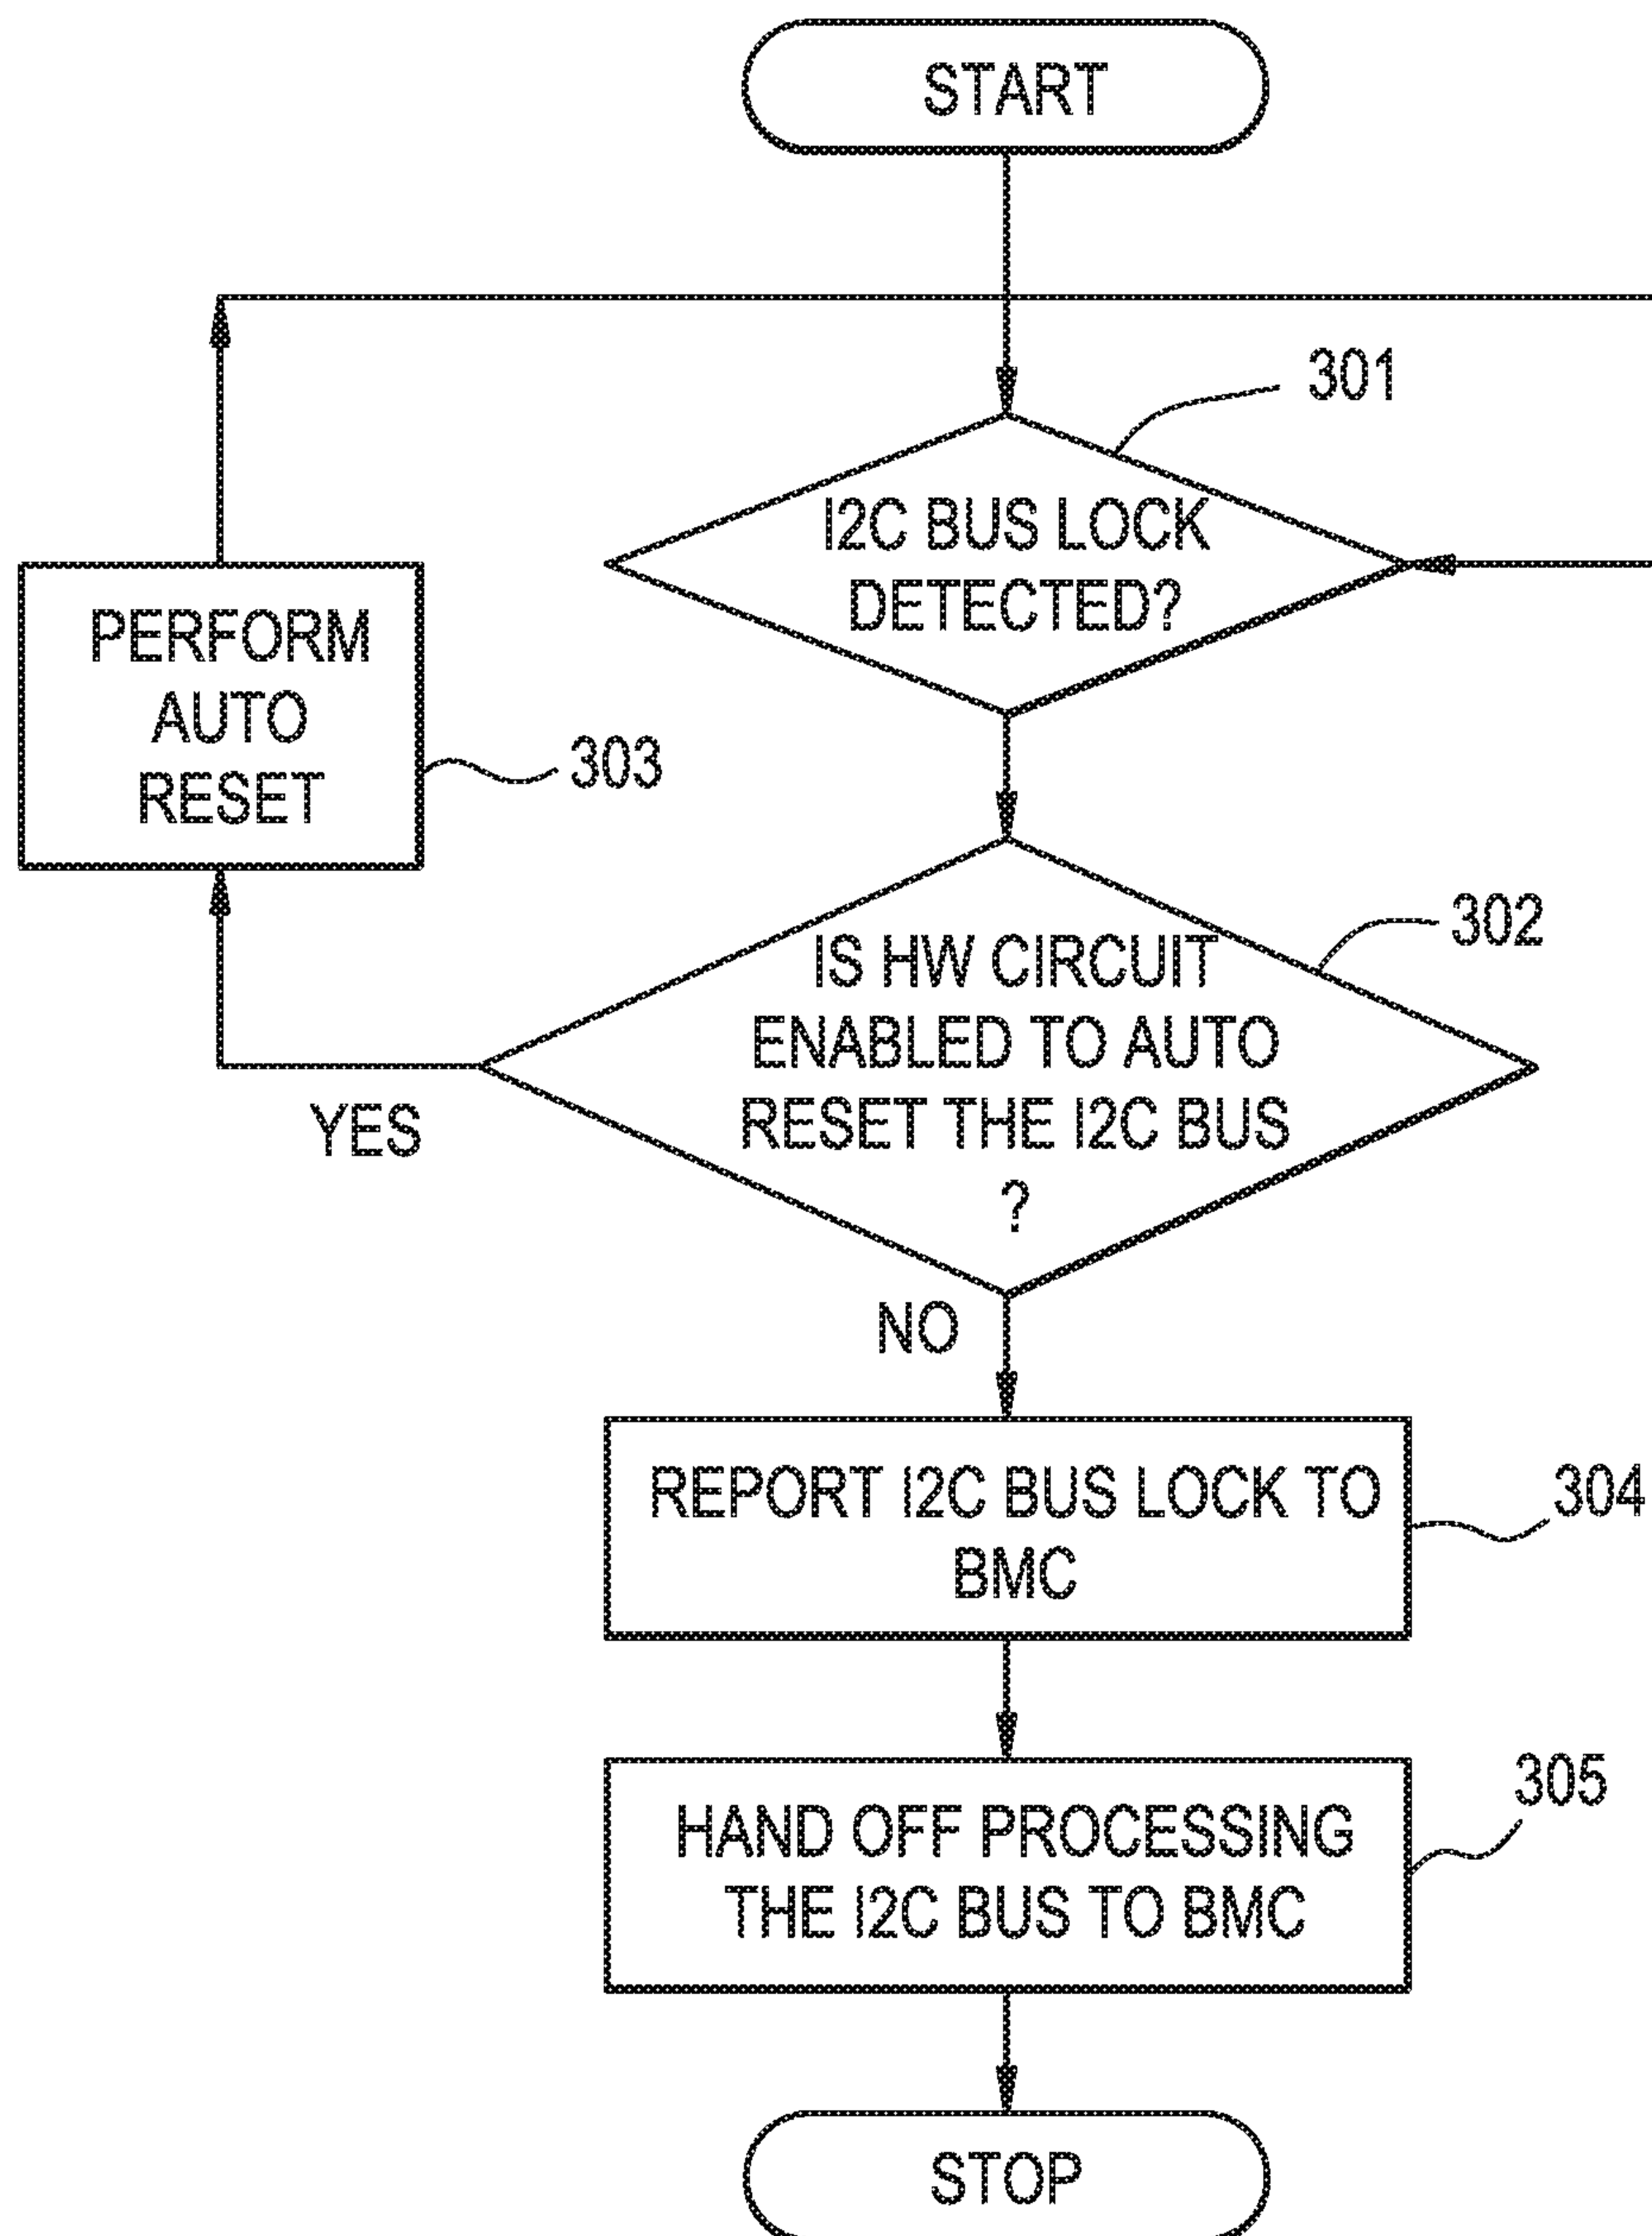 START
301
I2C BUS LOCK
DETECTED?
PERFORM
AUTO
RESET
303
302
IS HW CIRCUIT
ENABLED TO AUTO
RESET THE I2C BUS
?
YES
NO
REPORT I2C BUS LOCK TO
BMC
304
305
HAND OFF PROCESSING
THE I2C BUS TO BMC
STOP